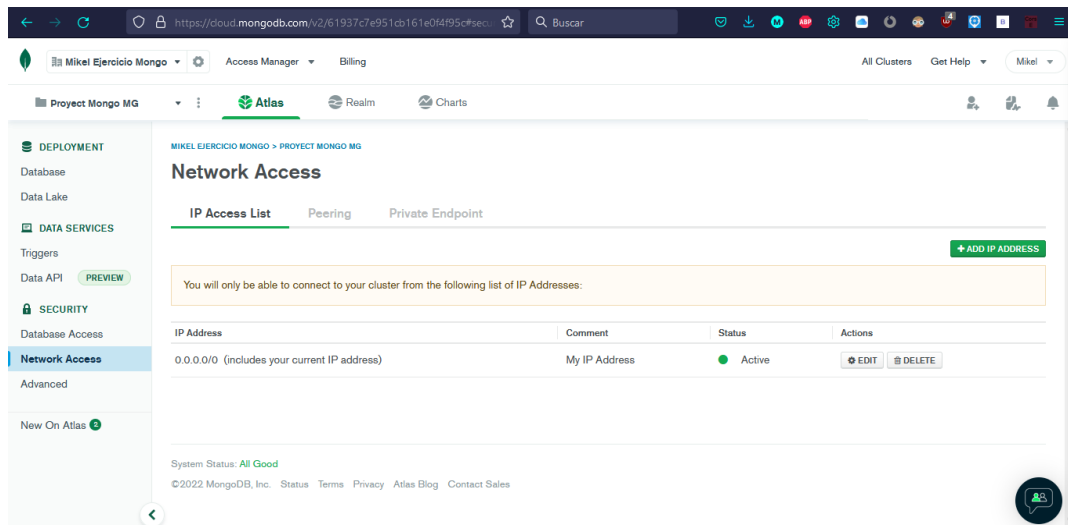 https://cloud.mongodb.com/v2/61937c7e951cb161e0f4f95c#secu
Buscar
ABP
4
B
Mikel Ejercicio Mongo
Access Manager
Billing
All Clusters
Get Help
Mikel
Proyect Mongo MG
Atlas
Realm
Charts
DEPLOYMENT
Database
Data Lake
DATA SERVICES
Triggers
Data API PREVIEW
SECURITY
Database Access
Network Access
Advanced
New On Atlas 2
MIKEL EJERCICIO MONGO > PROYECT MONGO MG
Network Access
IP Access List Peering Private Endpoint
+ ADD IP ADDRESS
You will only be able to connect to your cluster from the following list of IP Addresses:
IP Address Comment Status Actions
0.0.0.0/0 (includes your current IP address) My IP Address Active EDIT DELETE
System Status: All Good
©2022 MongoDB, Inc. Status Terms Privacy Atlas Blog Contact Sales